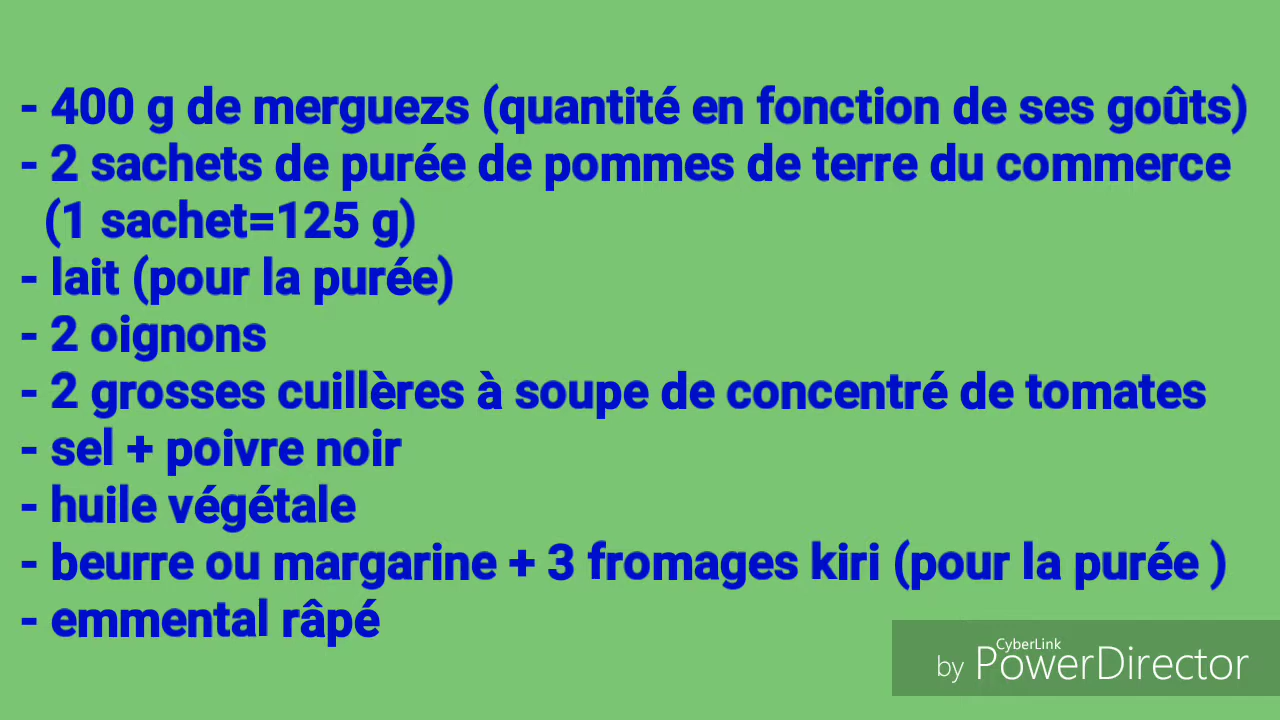 - 400 g de merguezs (quantité en fonction de ses goûts)
- 2 sachets de purée de pommes de terre du commerce
(1 sachet=125 g)
- lait (pour la purée)
- 2 oignons
- 2 grosses cuillères à soupe de concentré de tomates
- sel + poivre noir
- huile végétale
- beurre ou margarine + 3 fromages kiri (pour la purée )
- emmental râpé
CyberLink
by PowerDirector